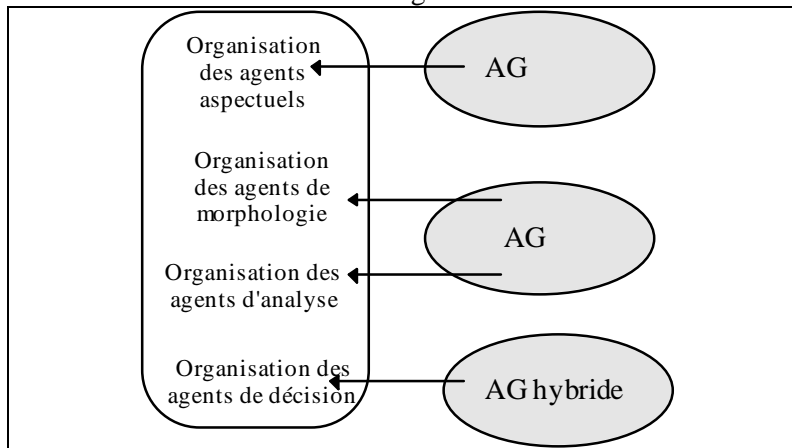 Organisation
des agents
aspectuels
AG
Organisation
des agents de
morphologie
AG
Organisation des
agents d'analyse
Organisation des
agents de décision
AG hybride